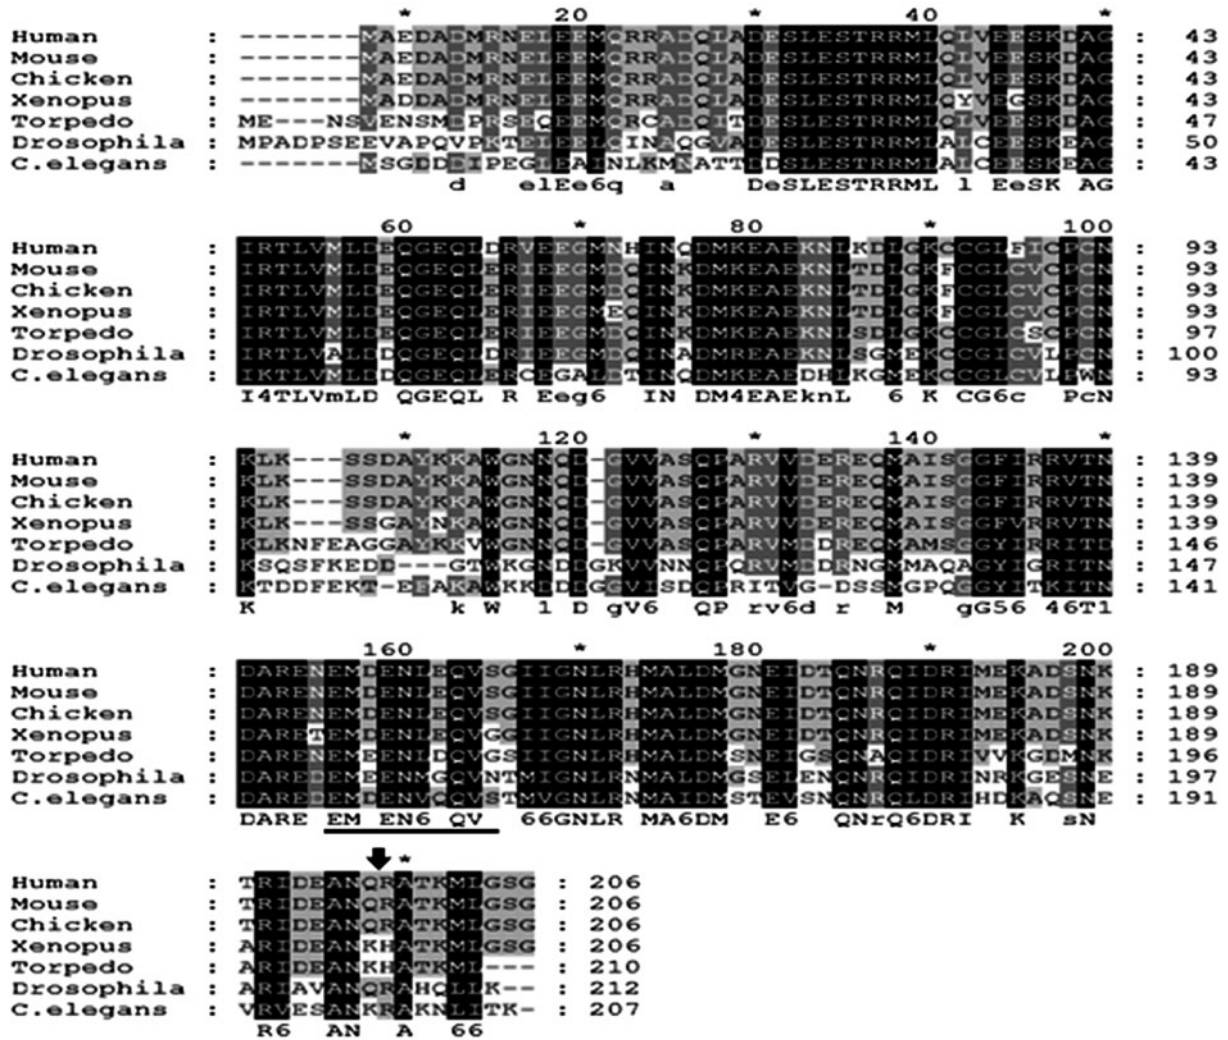 * 20 * 40 *
Human : -------MAEDADMRNELEEMQRRADQLADESLESTRRMLQLVEESKDAG : 43
Mouse : -------MAEDADMRNELEEMQRRADQLADESLESTRRMLQLVEESKDAG : 43
Chicken : -------MAEDADMRNELEEMQRRADQLADESLESTRRMLQLVEESKDAG : 43
Xenopus : -------MADDADMRNELEEMQRRADQLADESLESTRRMLQYVEGSKDAG : 43
Torpedo : ME---NSVENSMDPRSEQEEMQRCADQITDESLESTRRMLQLVEESKDAG : 47
Drosophila : MPADPSEEVAPQVPKTELEELQINAQGVADESLESTRRMLALCEESKEAG : 50
C.elegans : -------MSGDDDIPEGLEAINLKMNATTDDSLESTRRMLALCEESKEAG : 43
d elEe6q a DeSLESTRRML l EeSK AG
60 * 80 * 100
Human : IRTLVMLDEQGEQLDRVEEGMNHINQDMKEAEKNLKDLGKCCGLFICPCN : 93
Mouse : IRTLVMLDEQGEQLERIEEGMDQINKDMKEAEKNLTDLGKFCGLCVCPCN : 93
Chicken : IRTLVMLDEQGEQLERIEEGMDQINKDMKEAEKNLTDLGKFCGLCVCPCN : 93
Xenopus : IRTLVMLDEQGEQLERIEEGMEQINKDMKEAEKNLTDLGKFCGLCVCPCN : 93
Torpedo : IRTLVMLDEQGEQLERIEEGMDQINKDMKEAEKNLSDLGKCCGLCSCPCN : 97
Drosophila : IRTLVALDDQGEQLDRIEEGMDQINADMREAEKNLSGMEKCCGICVLPCN : 100
C.elegans : IKTLVMLDDQGEQLERCEGALDTINQDMKEAEDHLKGMEKCCGLCVLPWN : 93
I4TLVmLD QGEQL R Eeg6 IN DM4EAEknL 6 K CG6c PcN
* 120 * 140 *
Human : KLK---SSDAYKKAWGNNQD-GVVASQPARVVDEREQMAISGGFIRRVTN : 139
Mouse : KLK---SSDAYKKAWGNNQD-GVVASQPARVVDEREQMAISGGFIRRVTN : 139
Chicken : KLK---SSDAYKKAWGNNQD-GVVASQPARVVDEREQMAISGGFIRRVTN : 139
Xenopus : KLK---SSGAYNKAWGNNQD-GVVASQPARVVDEREQMAISGGFVRRVTN : 139
Torpedo : KLKNFEAGGAYKKVWGNNQD-GVVASQPARVMDDREQMAMSGGYIRRITD : 146
Drosophila : KSQSFKEDD---GTWKGNDDGKVVNNQPQRVMDDRNGMMAQAGYIGRITN : 147
C.elegans : KTDDFEKT-EFAKAWKKDDDGGVISDQPRITVG-DSSMGPQGGYITKITN : 141
K k W l D gV6 QP rv6d r M gG56 46T1
160 * 180 * 200
Human : DARENEMDENLEQVSGIIGNLRHMALDMGNEIDTQNRQIDRIMEKADSNK : 189
Mouse : DARENEMDENLEQVSGIIGNLRHMALDMGNEIDTQNRQIDRIMEKADSNK : 189
Chicken : DARENEMDENLEQVSGIIGNLRHMALDMGNEIDTQNRQIDRIMEKADSNK : 189
Xenopus : DARETEMDENLEQVGGIIGNLRHMALDMGNEIDTQNRQIDRIMEKADSNK : 189
Torpedo : DARENEMEENLDQVGSIIGNLRHMALDMSNEIGSQNAQIDRIVVKGDMNK : 196
Drosophila : DAREDEMEENMGQVNTMIGNLRNMALDMGSELENQNRQIDRINRKGESNE : 197
C.elegans : DAREDEMDENVQQVSTMVGNLRNMAIDMSTEVSNQNRQLDRIHDKAQSNE : 191
DARE EM EN6 QV 66GNLR MA6DM E6 QNrQ6DRI K sN
*
Human : TRIDEANQRATKMLGSG : 206
Mouse : TRIDEANQRATKMLGSG : 206
Chicken : TRIDEANQRATKMLGSG : 206
Xenopus : ARIDEANKHATKMLGSG : 206
Torpedo : ARIDEANKHATKML--- : 210
Drosophila : ARIAVANQRAHQLLK-- : 212
C.elegans : VRVESANKRAKNLITK- : 207
R6 AN A 66